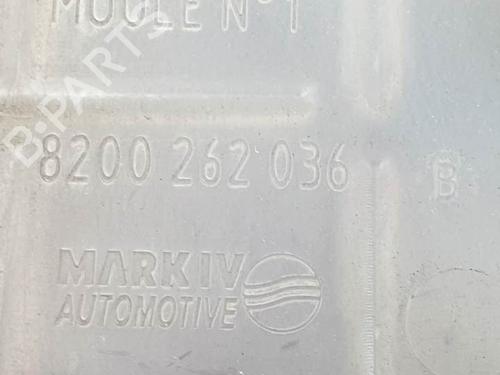 MOULE N°1
B-PARTS
8200 262 036
B
MARK IV
AUTOMOTIVE